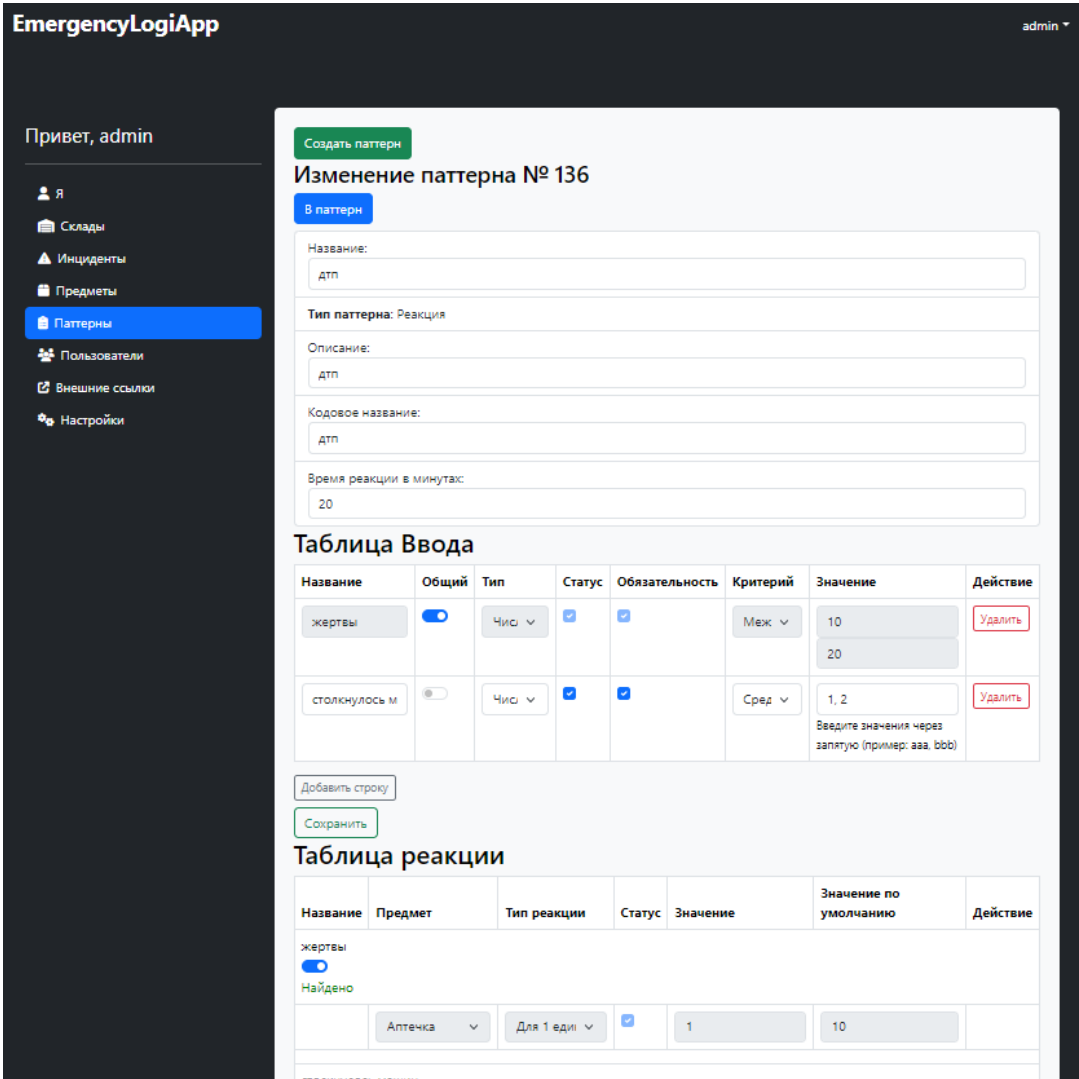 EmergencyLogiApp
admin
Привет, admin
Я
Склады
Инциденты
Предметы
Паттерны
Пользователи
Внешние ссылки
Настройки
Создать паттерн
Изменение паттерна № 136
В паттерн
Название:
дтп
Тип паттерна: Реакция
Описание:
дтп
Кодовое название:
дтп
Время реакции в минутах:
20
Таблица Ввода
Название Общий Тип Статус Обязательность Критерий Значение Действие
жертвы Чис Меж 10 Удалить
20
столкнулось м Чис Сред 1, 2 Удалить
Введите значения через
запятую (пример: aaa, bbb)
Добавить строку
Сохранить
Таблица реакции
Значение по
Название Предмет Тип реакции Статус Значение умолчанию Действие
жертвы
Найдено
Аптечка Для 1 еди 1 10